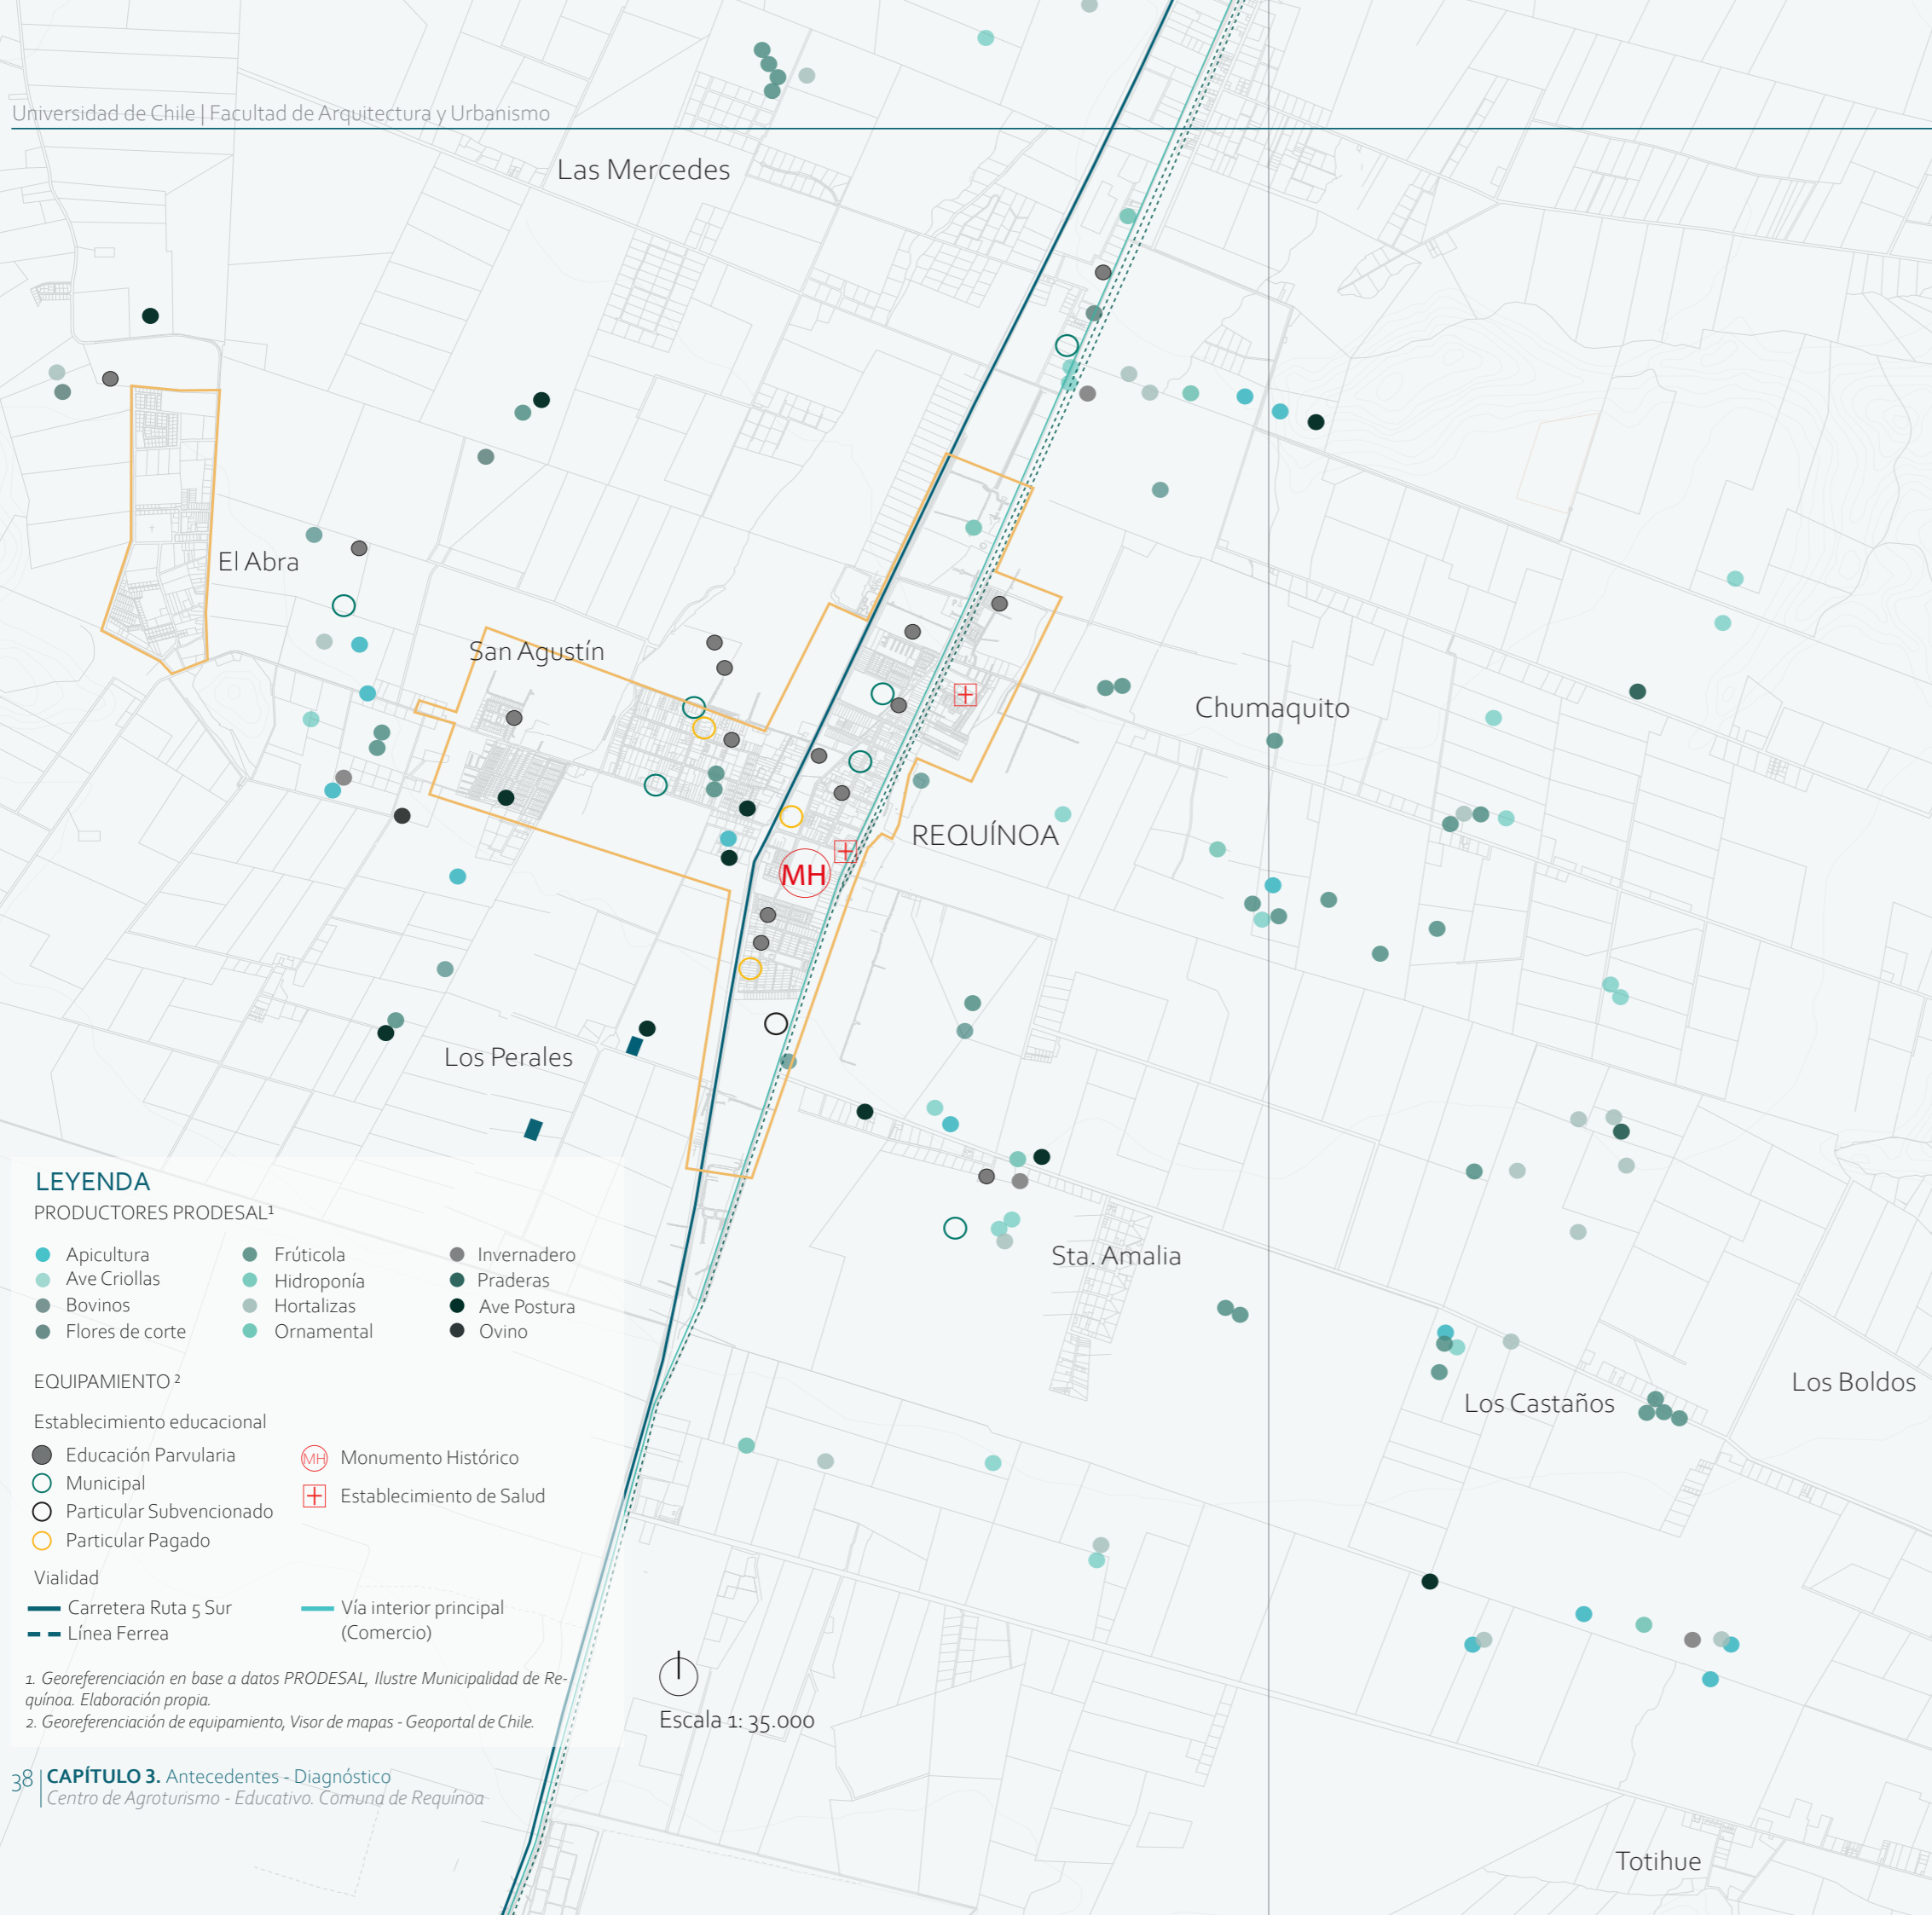 Universidad de Chile | Facultad de Arquitectura y Urbanismo
Las Mercedes
El Abra
San Agustín
Chumaquito
REQUÍNOA
MH
Los Perales
Sta. Amalia
Los Castaños
Los Boldos
Totihue
LEYENDA
PRODUCTORES PRODESAL¹
Apicultura
Ave Criollas
Bovinos
Flores de corte
Frúticola
Hidroponía
Hortalizas
Ornamental
Invernadero
Praderas
Ave Postura
Ovino
EQUIPAMIENTO ²
Establecimiento educacional
Educación Parvularia
Municipal
Particular Subvencionado
Particular Pagado
MH Monumento Histórico
Establecimiento de Salud
Vialidad
Carretera Ruta 5 Sur
Línea Ferrea
Vía interior principal
(Comercio)
1. Georeferenciación en base a datos PRODESAL, Ilustre Municipalidad de Re-
quínoa. Elaboración propia.
2. Georeferenciación de equipamiento, Visor de mapas - Geoportal de Chile.
Escala 1: 35.000
38 | CAPÍTULO 3. Antecedentes - Diagnóstico
Centro de Agroturismo - Educativo. Comuna de Requínoa